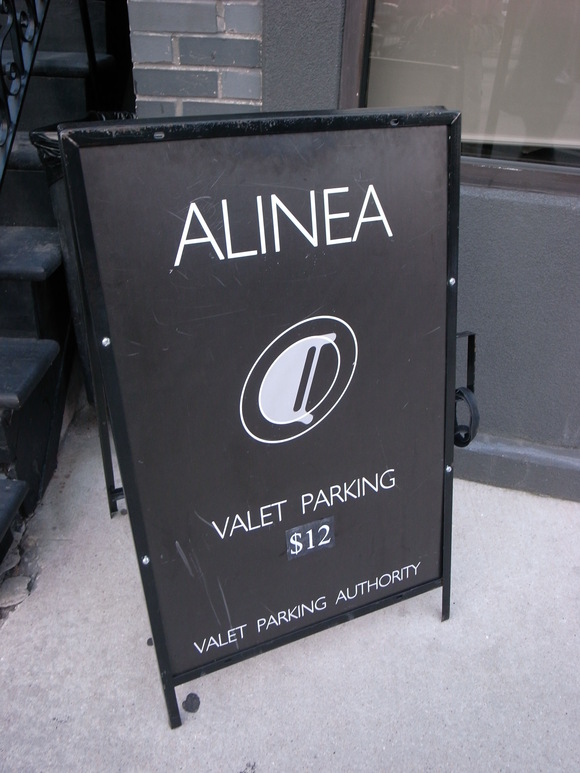 ALINEA
VALET PARKING
$12
VALET PARKING AUTHORITY